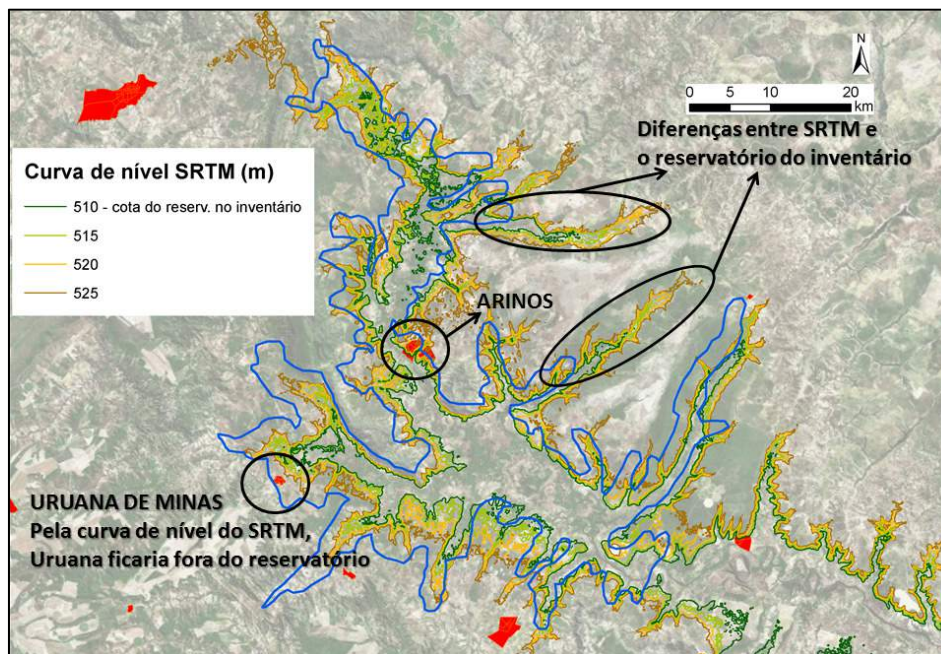 N
0 5 10 20
km
Diferenças entre SRTM e
o reservatório do inventário
Curva de nível SRTM (m)
510 - cota do reserv. no inventário
515
520
525
ARINOS
URUANA DE MINAS
Pela curva de nível do SRTM,
Uruana ficaria fora do reservatório